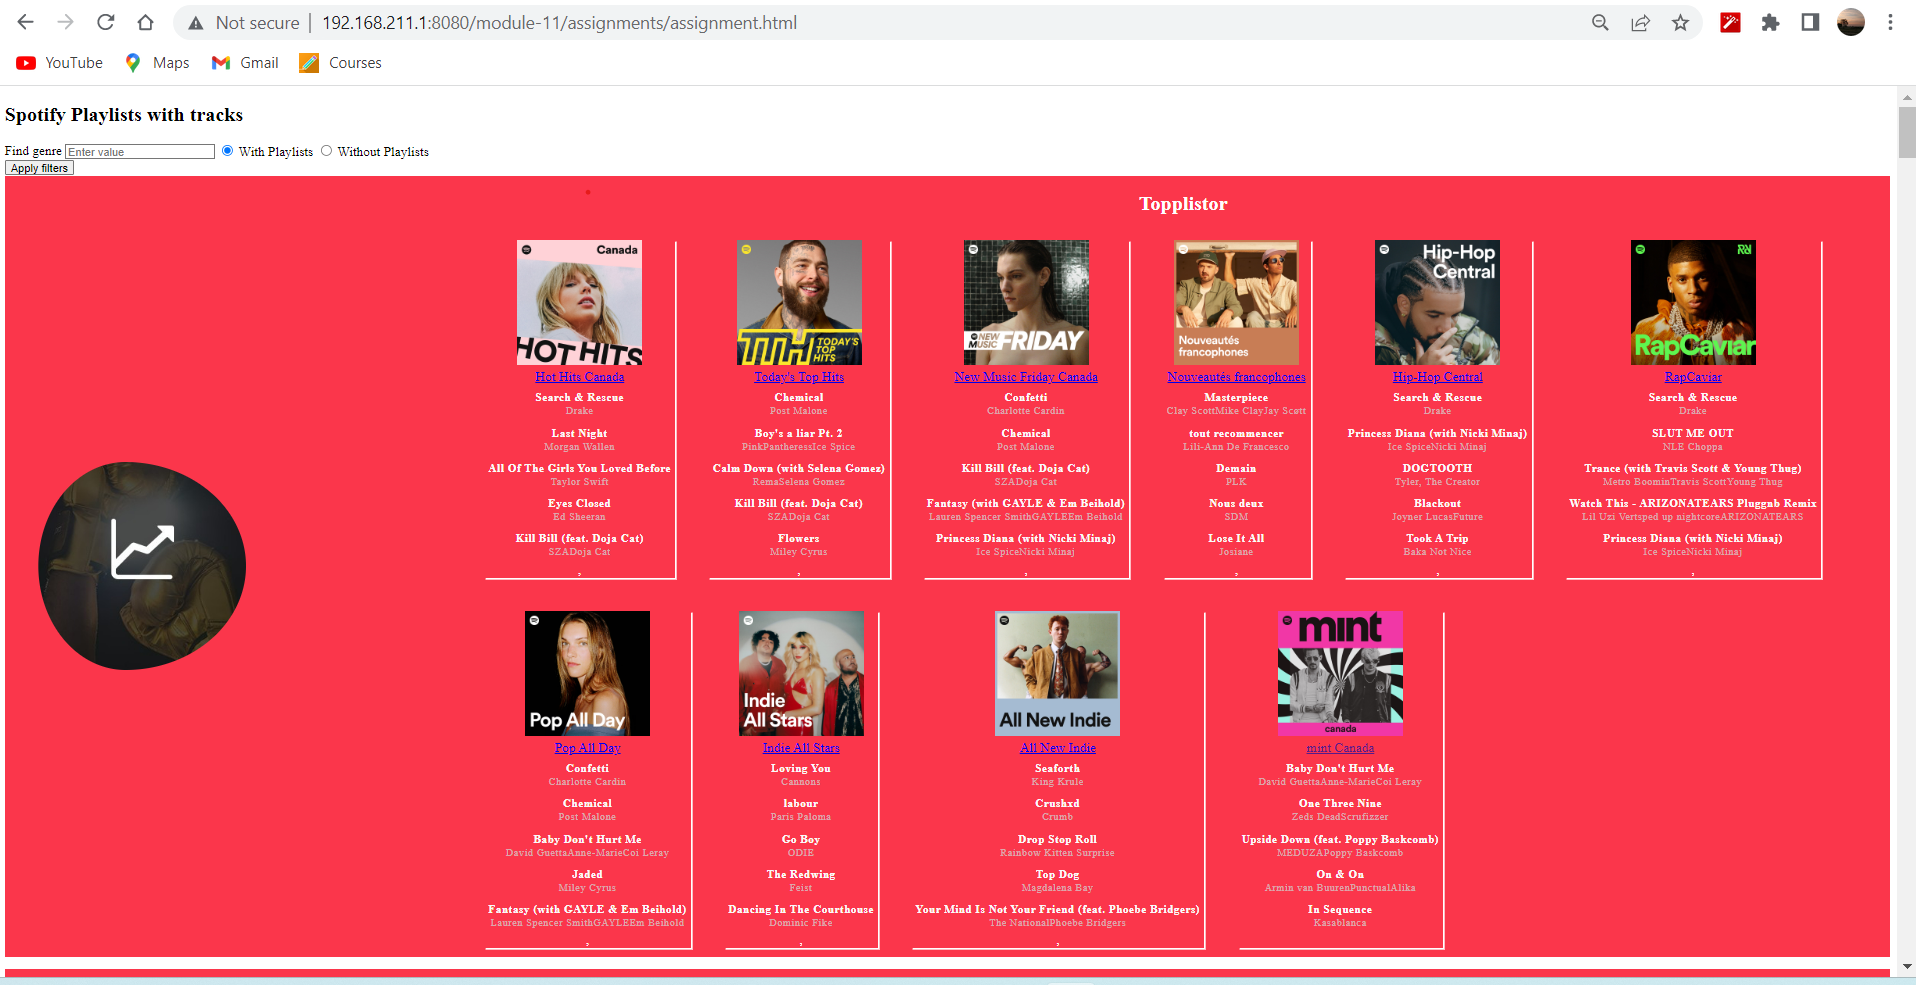 Not secure | 192.168.211.1:8080/module-11/assignments/assignment.html
YouTube Maps Gmail Courses
Spotify Playlists with tracks
Find genre Enter value With Playlists Without Playlists
Apply filters
Topplistor
Canada
HOT HITS
Hot Hits Canada
Search & Rescue
Drake
Last Night
Morgan Wallen
All Of The Girls You Loved Before
Taylor Swift
Eyes Closed
Ed Sheeran
Kill Bill (feat. Doja Cat)
SZADoja Cat
,
TTH TODAY'S
TOP
HITS
Today's Top Hits
Chemical
Post Malone
Boy's a liar Pt. 2
PinkPantheressIce Spice
Calm Down (with Selena Gomez)
RemaSelena Gomez
Kill Bill (feat. Doja Cat)
SZADoja Cat
Flowers
Miley Cyrus
,
NEW
MUSIC FRIDAY
New Music Friday Canada
Confetti
Charlotte Cardin
Chemical
Post Malone
Kill Bill (feat. Doja Cat)
SZADoja Cat
Fantasy (with GAYLE & Em Beihold)
Lauren Spencer SmithGAYLEEm Beihold
Princess Diana (with Nicki Minaj)
Ice SpiceNicki Minaj
,
Nouveautés
francophones
Nouveautés francophones
Masterpiece
Clay ScottMike ClayJay Scøtt
tout recommencer
Lili-Ann De Francesco
Demain
PLK
Nous deux
SDM
Lose It All
Josiane
,
Hip-Hop
Central
Hip-Hop Central
Search & Rescue
Drake
Princess Diana (with Nicki Minaj)
Ice SpiceNicki Minaj
DOGTOOTH
Tyler, The Creator
Blackout
Joyner LucasFuture
Took A Trip
Baka Not Nice
,
RapCaviar
RapCaviar
Search & Rescue
Drake
SLUT ME OUT
NLE Choppa
Trance (with Travis Scott & Young Thug)
Metro BoominTravis ScottYoung Thug
Watch This - ARIZONATEARS Pluggnb Remix
Lil Uzi Vertsped up nightcoreARIZONATEARS
Princess Diana (with Nicki Minaj)
Ice SpiceNicki Minaj
,
Pop All Day
Pop All Day
Confetti
Charlotte Cardin
Chemical
Post Malone
Baby Don't Hurt Me
David GuettaAnne-MarieCoi Leray
Jaded
Miley Cyrus
Fantasy (with GAYLE & Em Beihold)
Lauren Spencer SmithGAYLEEm Beihold
,
Indie
All Stars
Indie All Stars
Loving You
Cannons
labour
Paris Paloma
Go Boy
ODIE
The Redwing
Feist
Dancing In The Courthouse
Dominic Fike
All New Indie
All New Indie
Seaforth
King Krule
Crushxd
Crumb
Drop Stop Roll
Rainbow Kitten Surprise
Top Dog
Magdalena Bay
Your Mind Is Not Your Friend (feat. Phoebe Bridgers)
The NationalPhoebe Bridgers
,
mint
canada
mint Canada
Baby Don't Hurt Me
David GuettaAnne-MarieCoi Leray
One Three Nine
Zeds DeadScrufizzer
Upside Down (feat. Poppy Baskcomb)
MEDUZAPoppy Baskcomb
On & On
Armin van BuurenPunctualAlika
In Sequence
Kasablanca